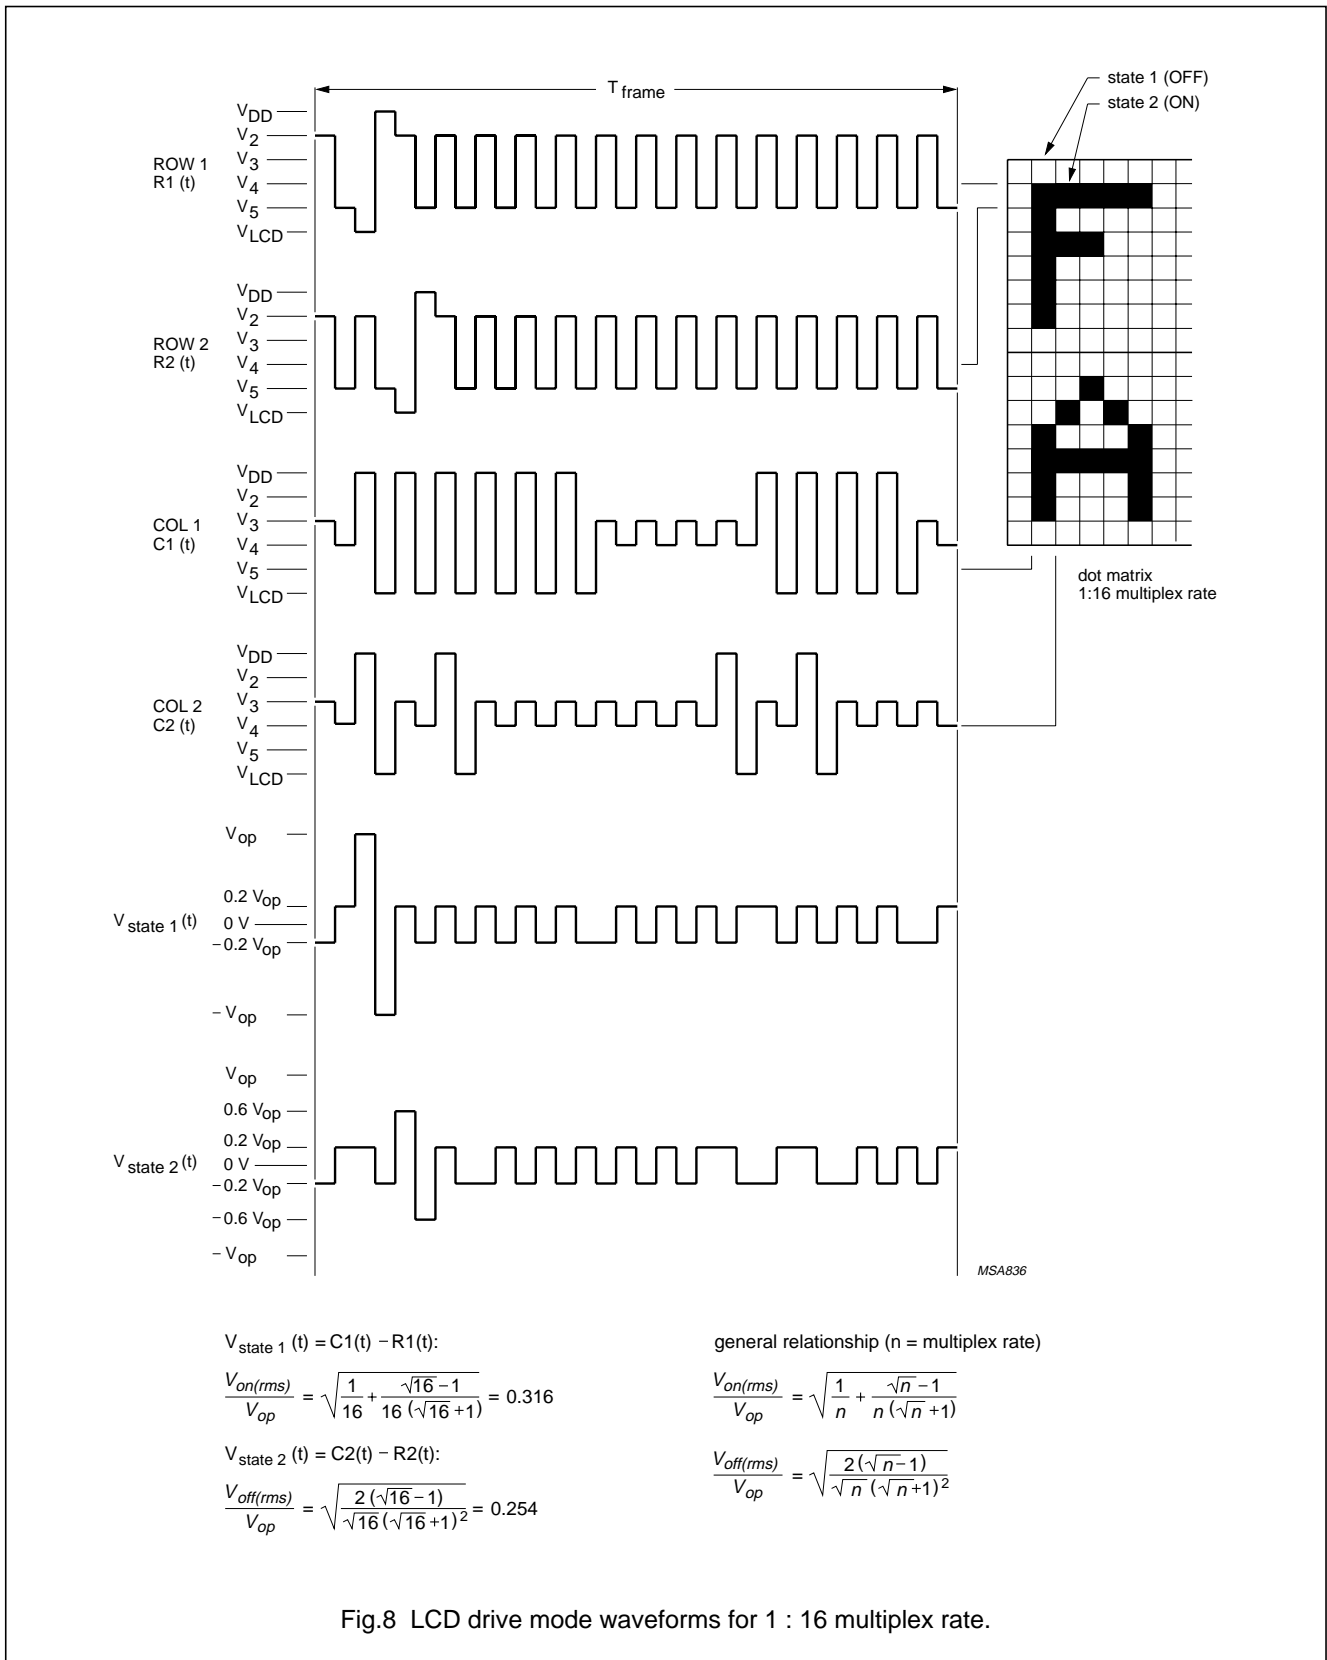 T frame
state 1 (OFF)
state 2 (ON)
ROW 1
R1 (t)
VDD
V2
V3
V4
V5
VLCD
ROW 2
R2 (t)
VDD
V2
V3
V4
V5
VLCD
COL 1
C1 (t)
VDD
V2
V3
V4
V5
VLCD
dot matrix
1:16 multiplex rate
COL 2
C2 (t)
VDD
V2
V3
V4
V5
VLCD
V state 1 (t)
Vop
0.2 Vop
0 V
−0.2 Vop
−Vop
V state 2 (t)
Vop
0.6 Vop
0.2 Vop
0 V
−0.2 Vop
−0.6 Vop
−Vop
MSA836
V state 1 (t) = C1(t) − R1(t):
Von(rms) / Vop = √(1/16 + (√16 − 1) / (16 (√16 + 1))) = 0.316
V state 2 (t) = C2(t) − R2(t):
Voff(rms) / Vop = √(2 (√16 − 1) / (√16 (√16 + 1)²)) = 0.254
general relationship (n = multiplex rate)
Von(rms) / Vop = √(1/n + (√n − 1) / (n (√n + 1)))
Voff(rms) / Vop = √(2 (√n − 1) / (√n (√n + 1)²))
Fig.8 LCD drive mode waveforms for 1 : 16 multiplex rate.